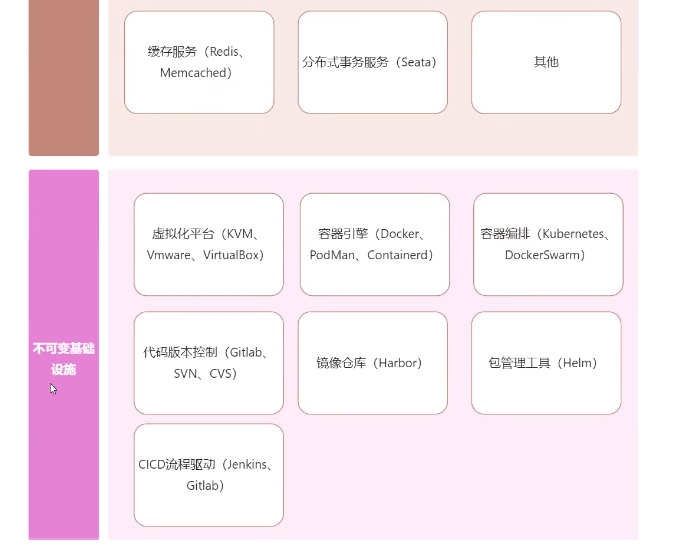 缓存服务（Redis、
Memcached）
分布式事务服务（Seata）
其他
不可变基础
设施
虚拟化平台（KVM、
Vmware、VirtualBox）
容器引擎（Docker、
PodMan、Containerd）
容器编排（Kubernetes、
DockerSwarm）
代码版本控制（Gitlab、
SVN、CVS）
镜像仓库（Harbor）
包管理工具（Helm）
CICD流程驱动（Jenkins、
Gitlab）